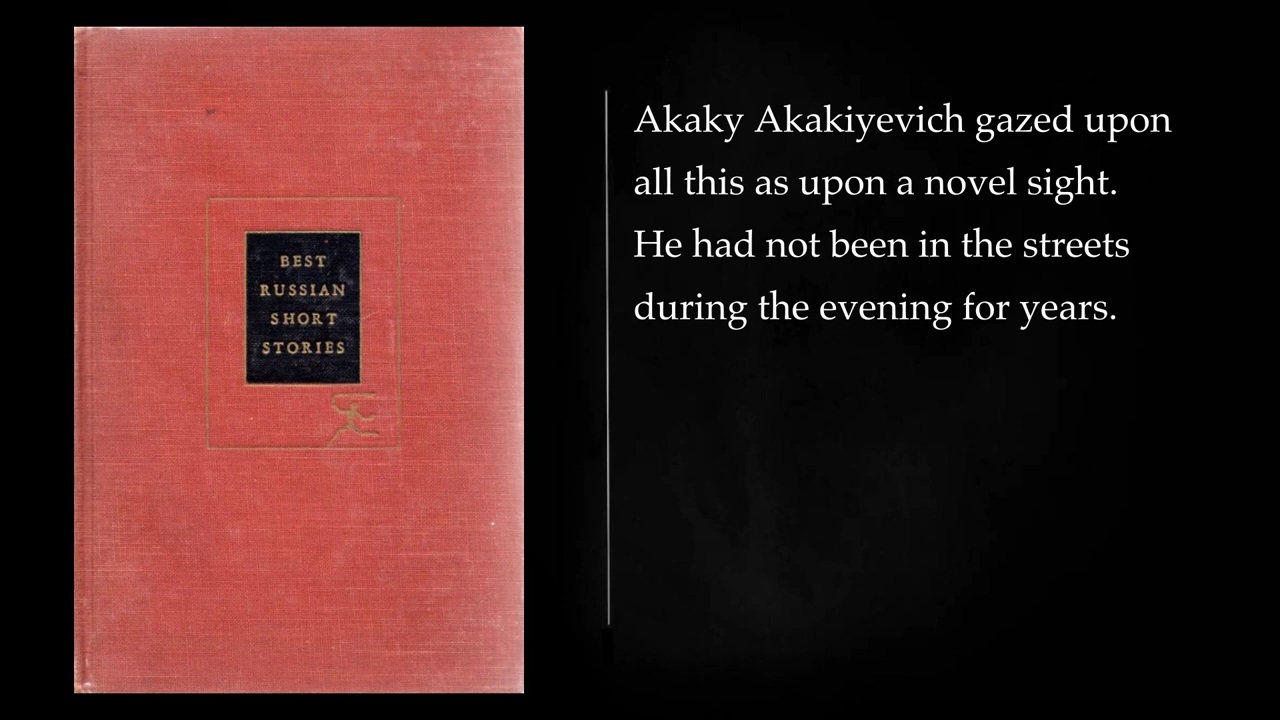 BEST
RUSSIAN
SHORT
STORIES
Akaky Akakiyevich gazed upon
all this as upon a novel sight.
He had not been in the streets
during the evening for years.